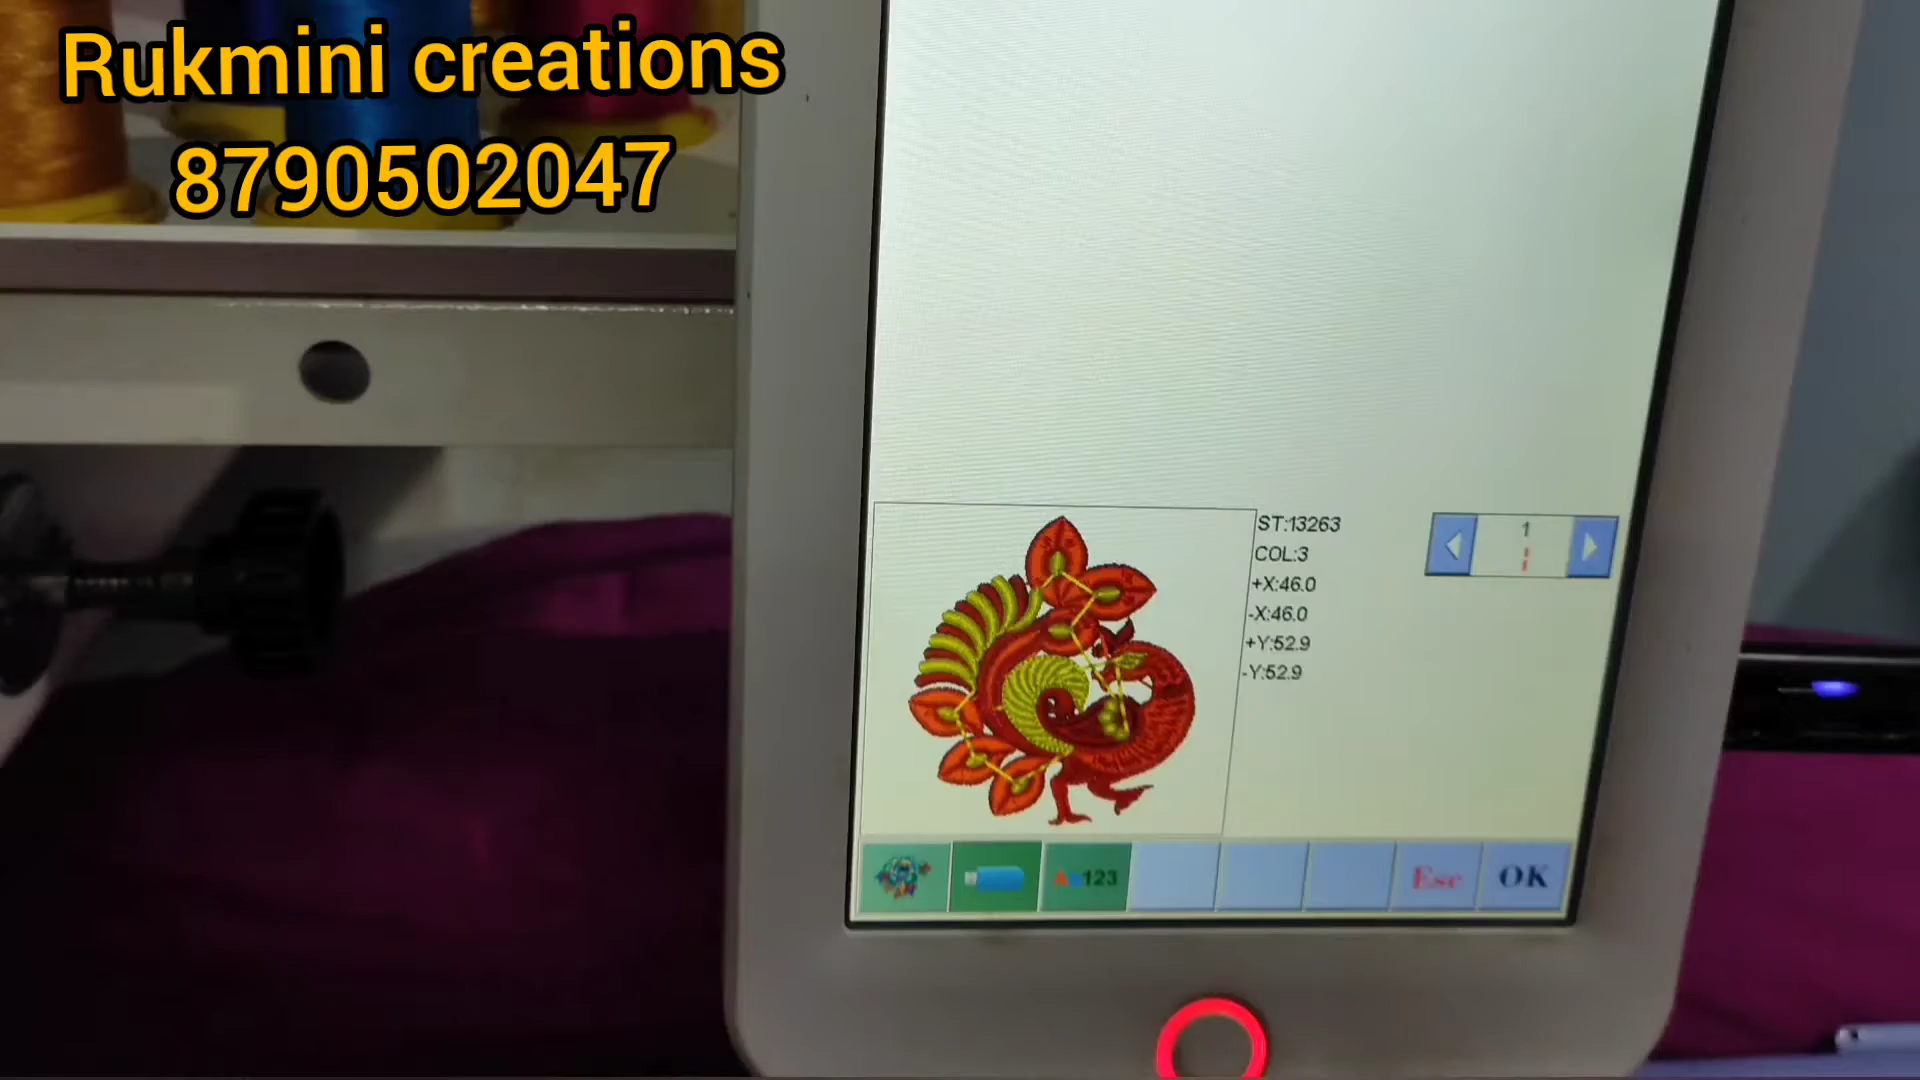 Rukmini creations
8790502047
ST:13263
COL:3
+X:46.0
-X:46.0
+Y:52.9
-Y:52.9
1
1
123
Esc
OK